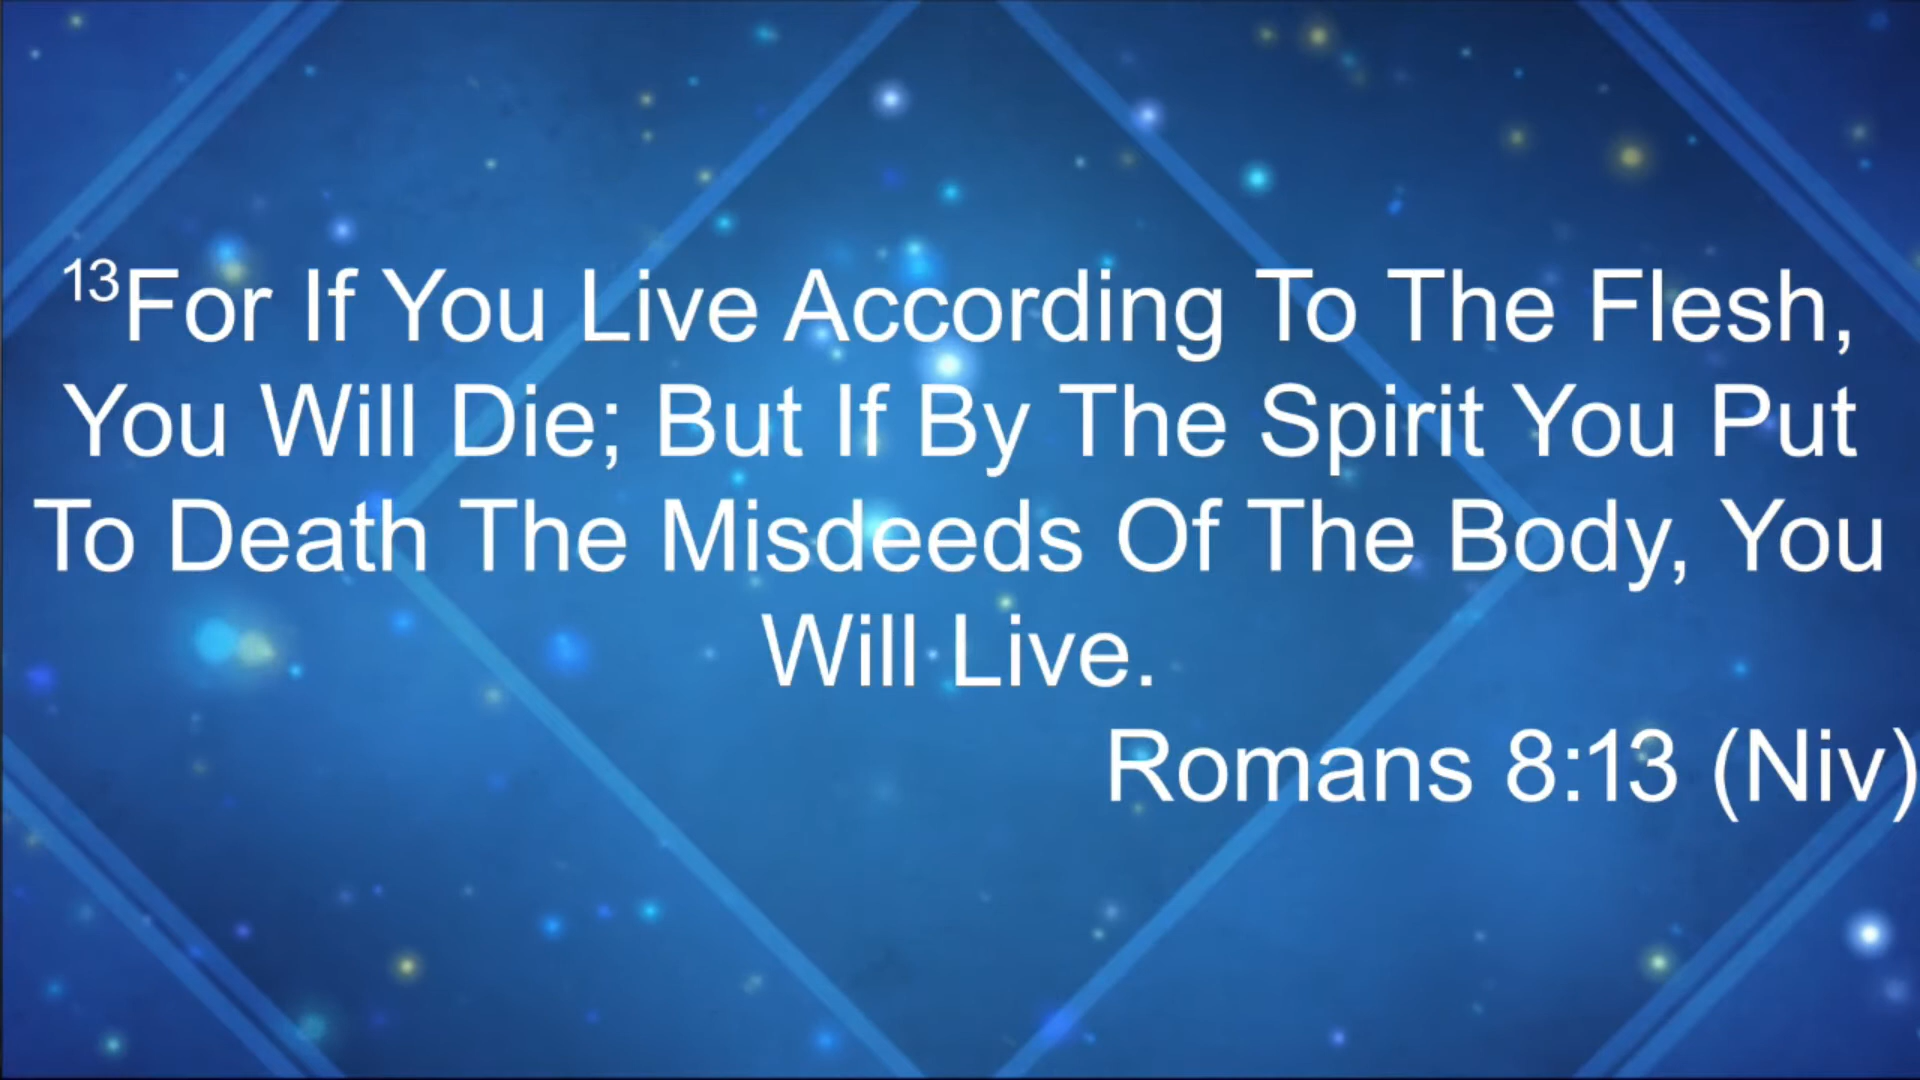 ¹³For If You Live According To The Flesh,
You Will Die; But If By The Spirit You Put
To Death The Misdeeds Of The Body, You
Will Live.
Romans 8:13 (Niv)